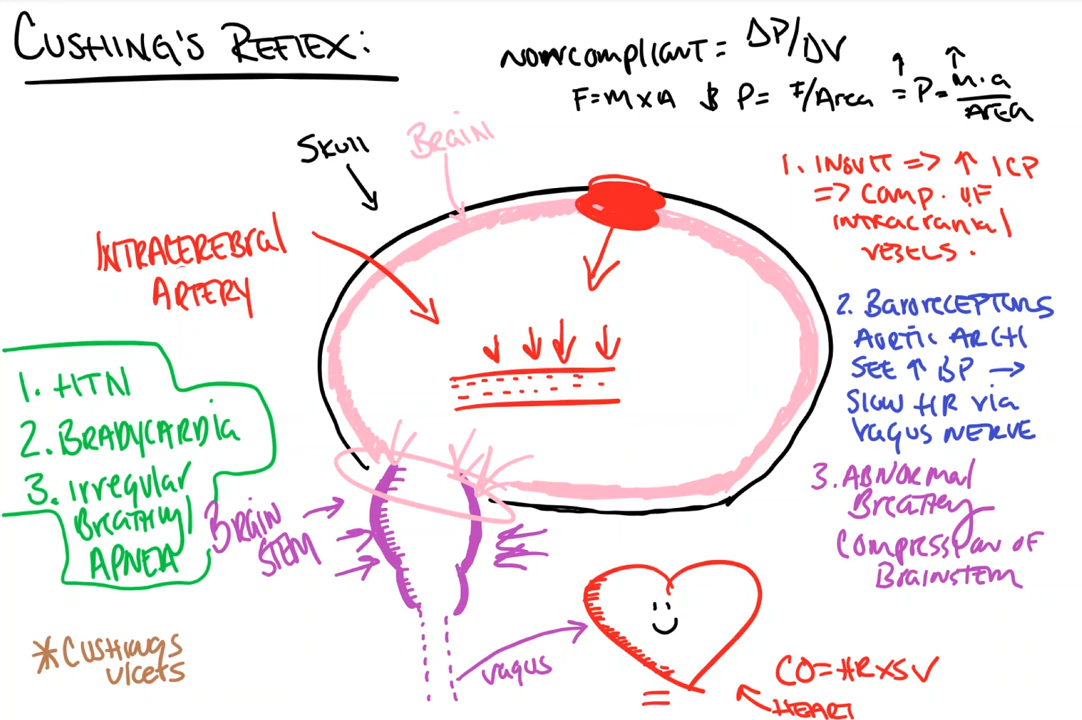 CUSHING'S REFLEX:
noncompliant = ΔP/ΔV
F=MXA & P= F/Area = ↑ P= ↑ m·a/AREA
SKULL
BRAIN
1. INSULT => ↑ ICP
=> COMP. OF
INTRACRANIAL
VESSELS.
INTRACEREBRAL
ARTERY
2. BARORECEPTORS
AORTIC ARCH
SEE ↑ BP →
SLOW HR via
VAGUS NERVE
1. HTN
2. BRADYCARDIA
3. Irregular
BREATHING/
APNEA
3. ABNORMAL
BREATHING
COMPRESSION OF
BRAINSTEM
BRAIN
STEM
*CUSHINGS
ulcers
vagus
=
CO=HRXSV
HEART